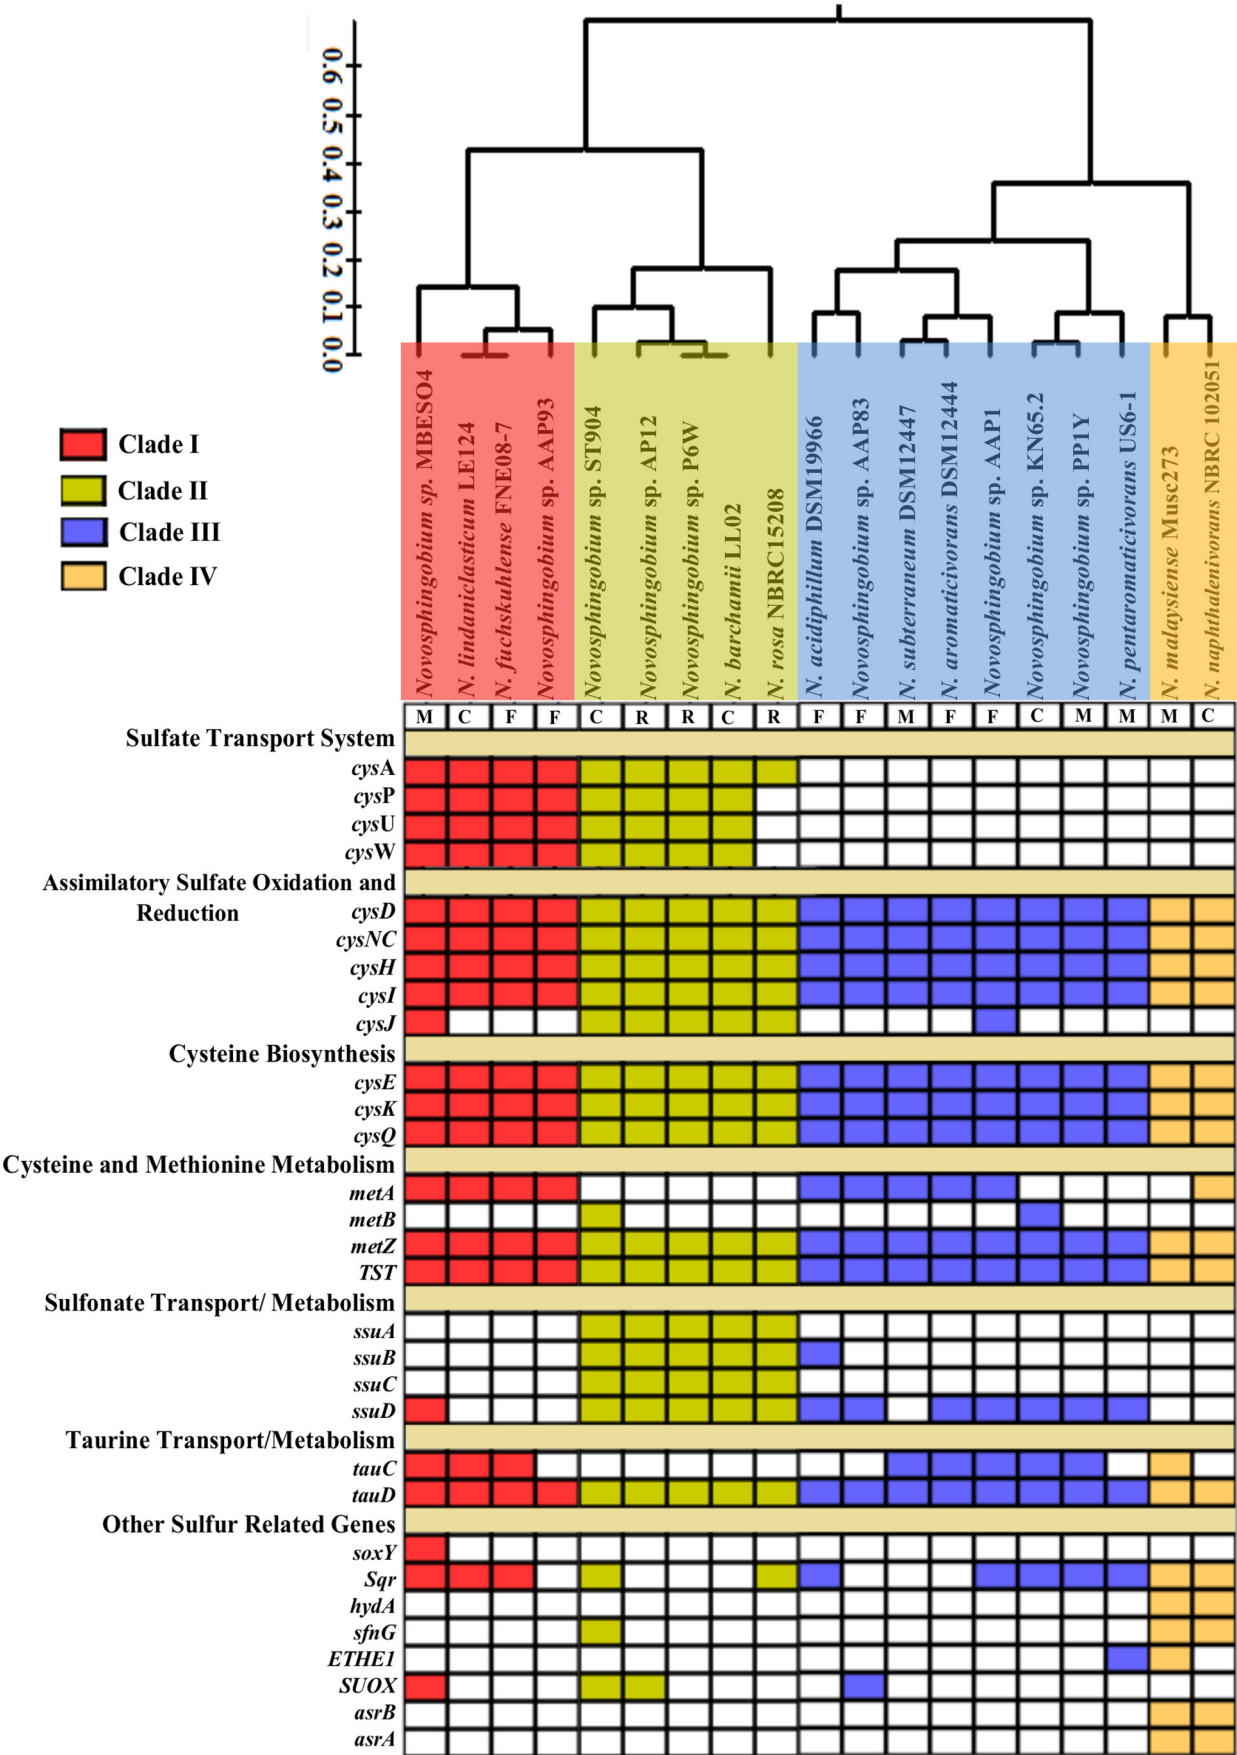 0.6
0.5
0.4
0.3
0.2
0.1
0.0
Clade I
Clade II
Clade III
Clade IV
Novosphingobium sp. MBESO4
N. lindaniclasticum LE124
N. fuchskuhlense FNE08-7
Novosphingobium sp. AAP93
Novosphingobium sp. ST904
Novosphingobium sp. AP12
Novosphingobium sp. P6W
N. barchamii LL02
N. rosa NBRC15208
N. acidiphillum DSM19966
Novosphingobium sp. AAP83
N. subterraneum DSM12447
N. aromaticivorans DSM12444
Novosphingobium sp. AAP1
Novosphingobium sp. KN65.2
Novosphingobium sp. PP1Y
N. pentaromaticivorans US6-1
N. malaysiense Musc273
N. naphthalenivorans NBRC 102051
M C F F C R R C R F F M F F C M M M C
Sulfate Transport System
cysA
cysP
cysU
cysW
Assimilatory Sulfate Oxidation and
Reduction
cysD
cysNC
cysH
cysI
cysJ
Cysteine Biosynthesis
cysE
cysK
cysQ
Cysteine and Methionine Metabolism
metA
metB
metZ
TST
Sulfonate Transport/ Metabolism
ssuA
ssuB
ssuC
ssuD
Taurine Transport/Metabolism
tauC
tauD
Other Sulfur Related Genes
soxY
Sqr
hydA
sfnG
ETHE1
SUOX
asrB
asrA